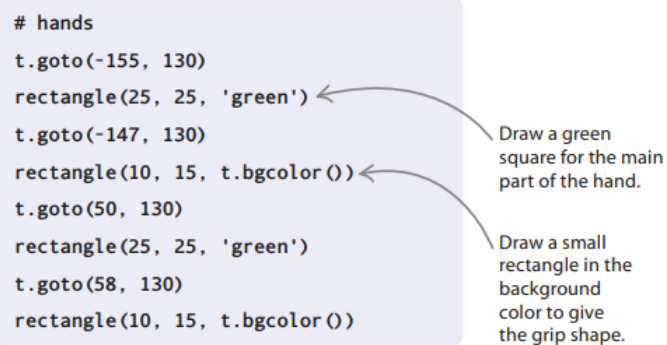 # hands
t.goto(-155, 130)
rectangle(25, 25, 'green')
t.goto(-147, 130)
rectangle(10, 15, t.bgcolor())
t.goto(50, 130)
rectangle(25, 25, 'green')
t.goto(58, 130)
rectangle(10, 15, t.bgcolor())
Draw a green
square for the main
part of the hand.
Draw a small
rectangle in the
background
color to give
the grip shape.